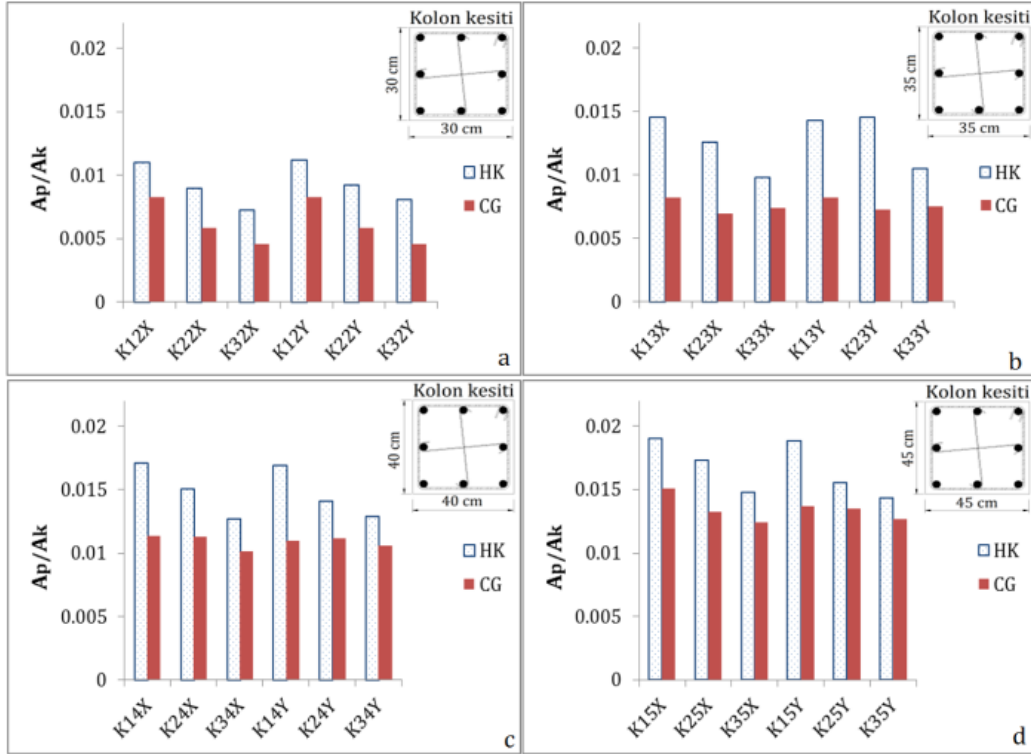 Kolon kesiti
30 cm
30 cm
Ap/Ak
0.02
0.015
0.01
0.005
0
HK
CG
K12X
K22X
K32X
K12Y
K22Y
K32Y
a
Kolon kesiti
35 cm
35 cm
Ap/Ak
0.02
0.015
0.01
0.005
0
HK
CG
K13X
K23X
K33X
K13Y
K23Y
K33Y
b
Kolon kesiti
40 cm
40 cm
Ap/Ak
0.02
0.015
0.01
0.005
0
HK
CG
K14X
K24X
K34X
K14Y
K24Y
K34Y
c
Kolon kesiti
45 cm
45 cm
Ap/Ak
0.02
0.015
0.01
0.005
0
HK
CG
K15X
K25X
K35X
K15Y
K25Y
K35Y
d